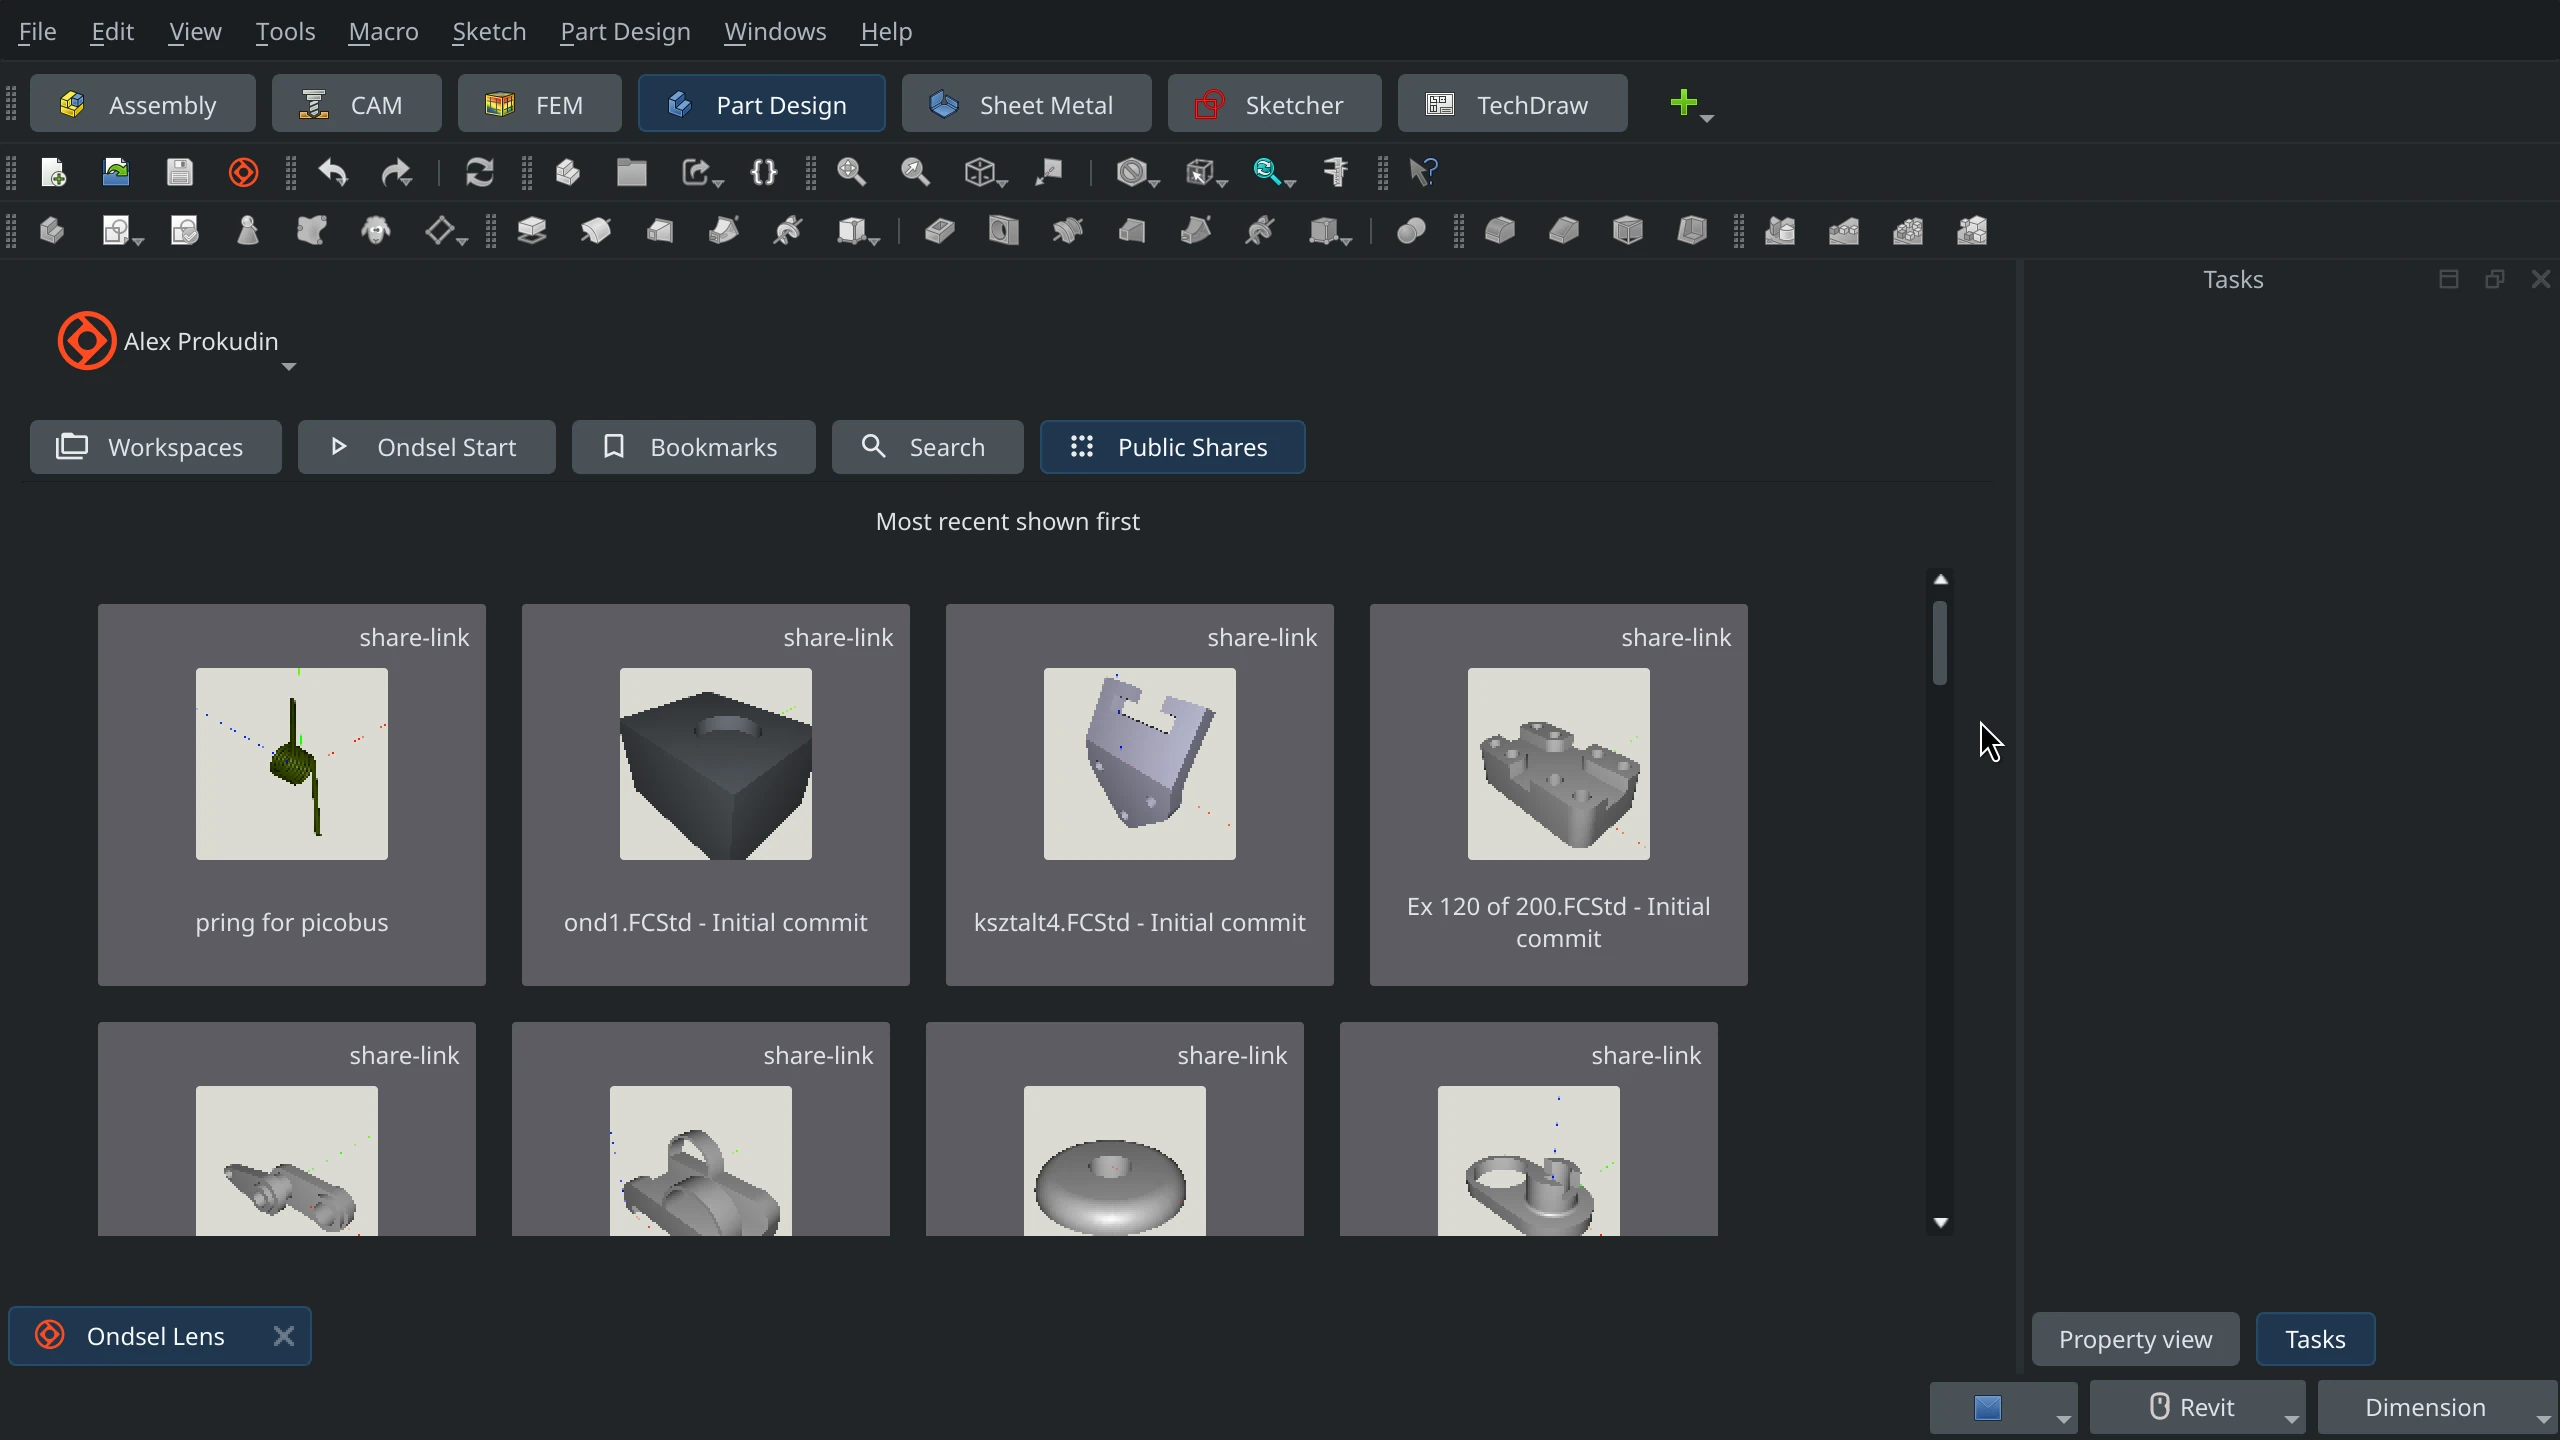 File Edit View Tools Macro Sketch Part Design Windows Help
Assembly CAM FEM Part Design Sheet Metal Sketcher TechDraw
Tasks
Alex Prokudin
Workspaces Ondsel Start Bookmarks Search Public Shares
Most recent shown first
share-link share-link share-link share-link
pring for picobus ond1.FCStd - Initial commit ksztalt4.FCStd - Initial commit Ex 120 of 200.FCStd - Initial
commit
share-link share-link share-link share-link
Ondsel Lens
Property view Tasks
Revit Dimension